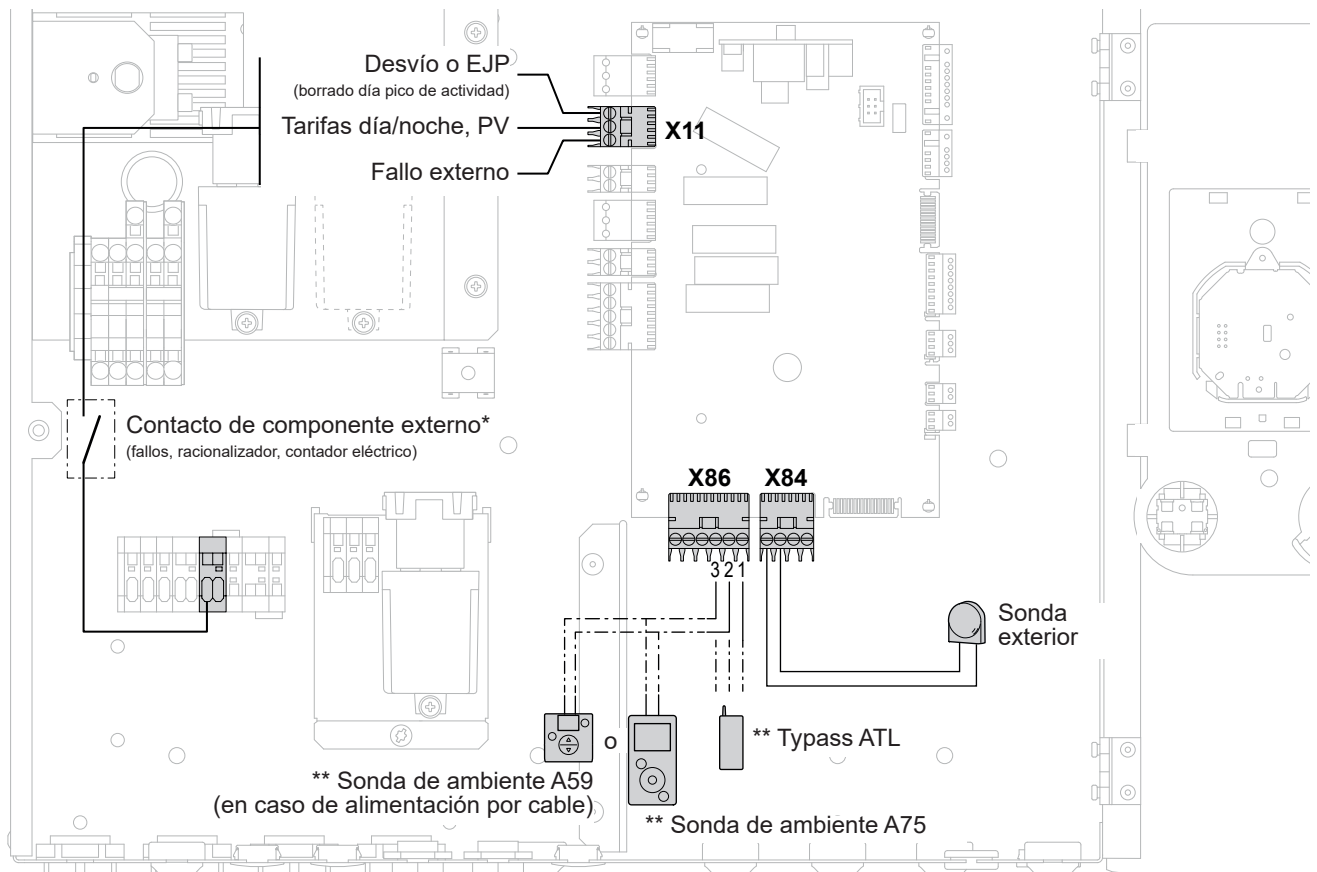 Desvío o EJP
(borrado día pico de actividad)
Tarifas día/noche, PV
X11
Fallo externo
Contacto de componente externo*
(fallos, racionalizador, contador eléctrico)
X86
X84
3 2 1
Sonda
exterior
o
** Typass ATL
** Sonda de ambiente A59
(en caso de alimentación por cable)
** Sonda de ambiente A75